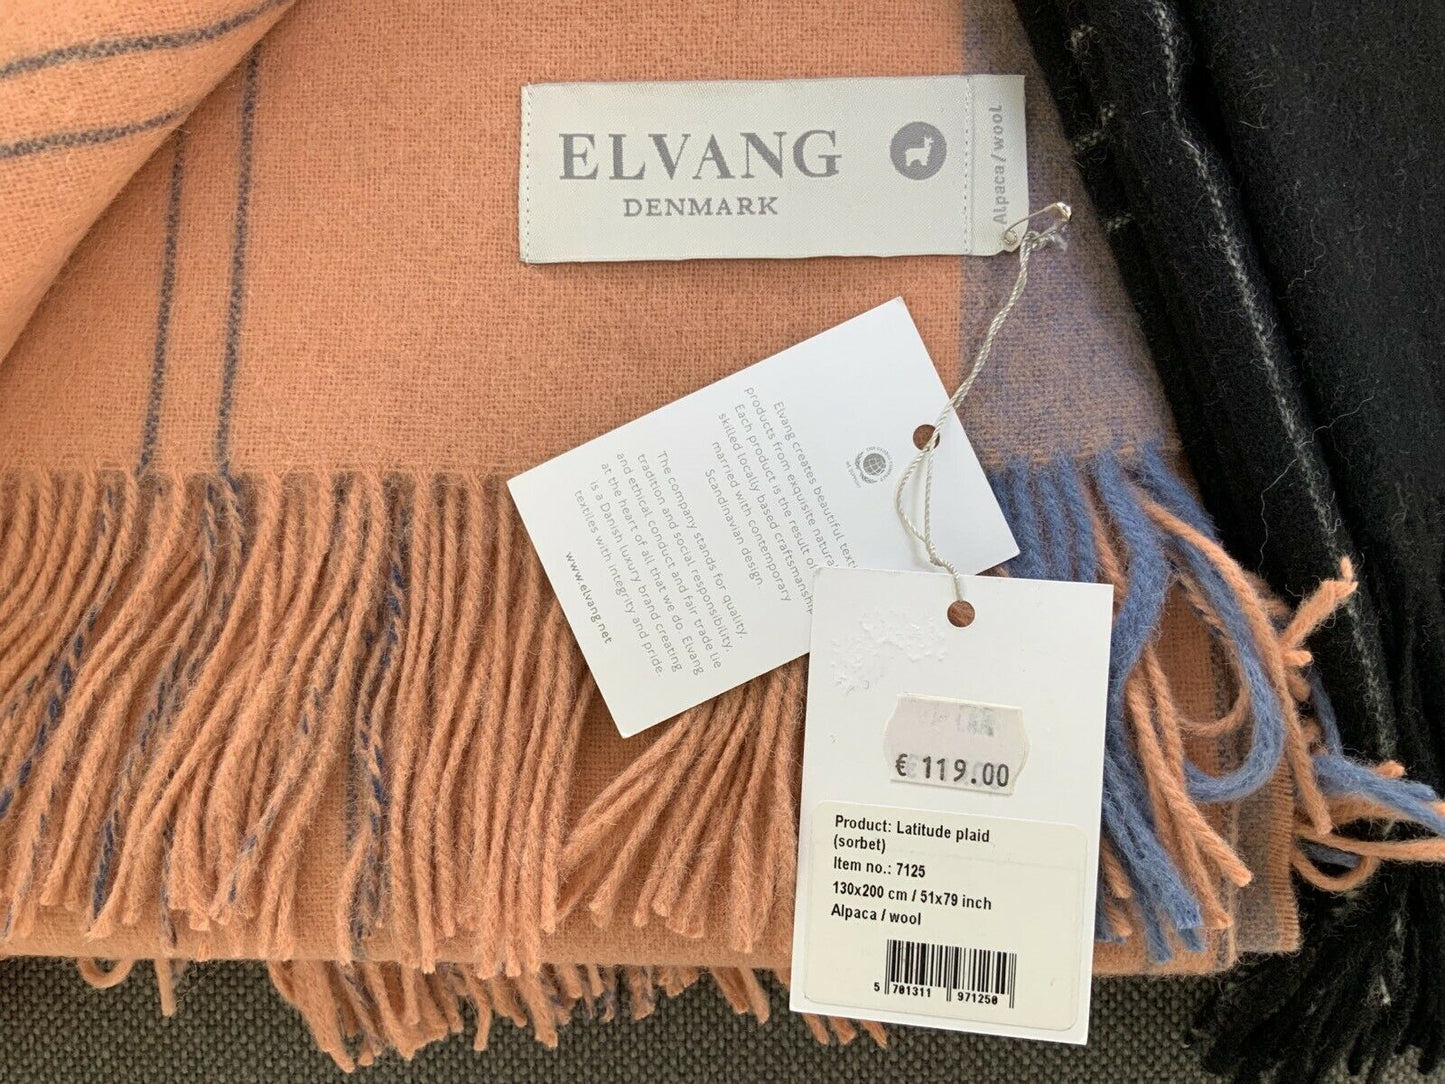 ELVANG
DENMARK
Alpaca/wool
Elvang creates beautiful
products from exquisite
Each product is the result of
skilled locally based craftsmanship
married with contemporary
Scandinavian design.
The company stands for quality,
tradition and social responsibility,
and ethical conduct and fair trade lie
at the heart of all that we do. Elvang
is a Danish luxury brand creating
textiles with integrity and pride.
www.elvang.net
€ 119.00
Product: Latitude plaid
(sorbet)
Item no.: 7125
130x200 cm / 51x79 inch
Alpaca / wool
5 701311 971250